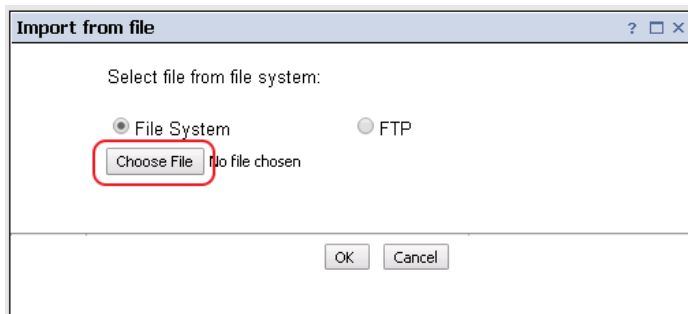 Import from file ?
Select file from file system:
File System FTP
Choose File No file chosen
OK Cancel